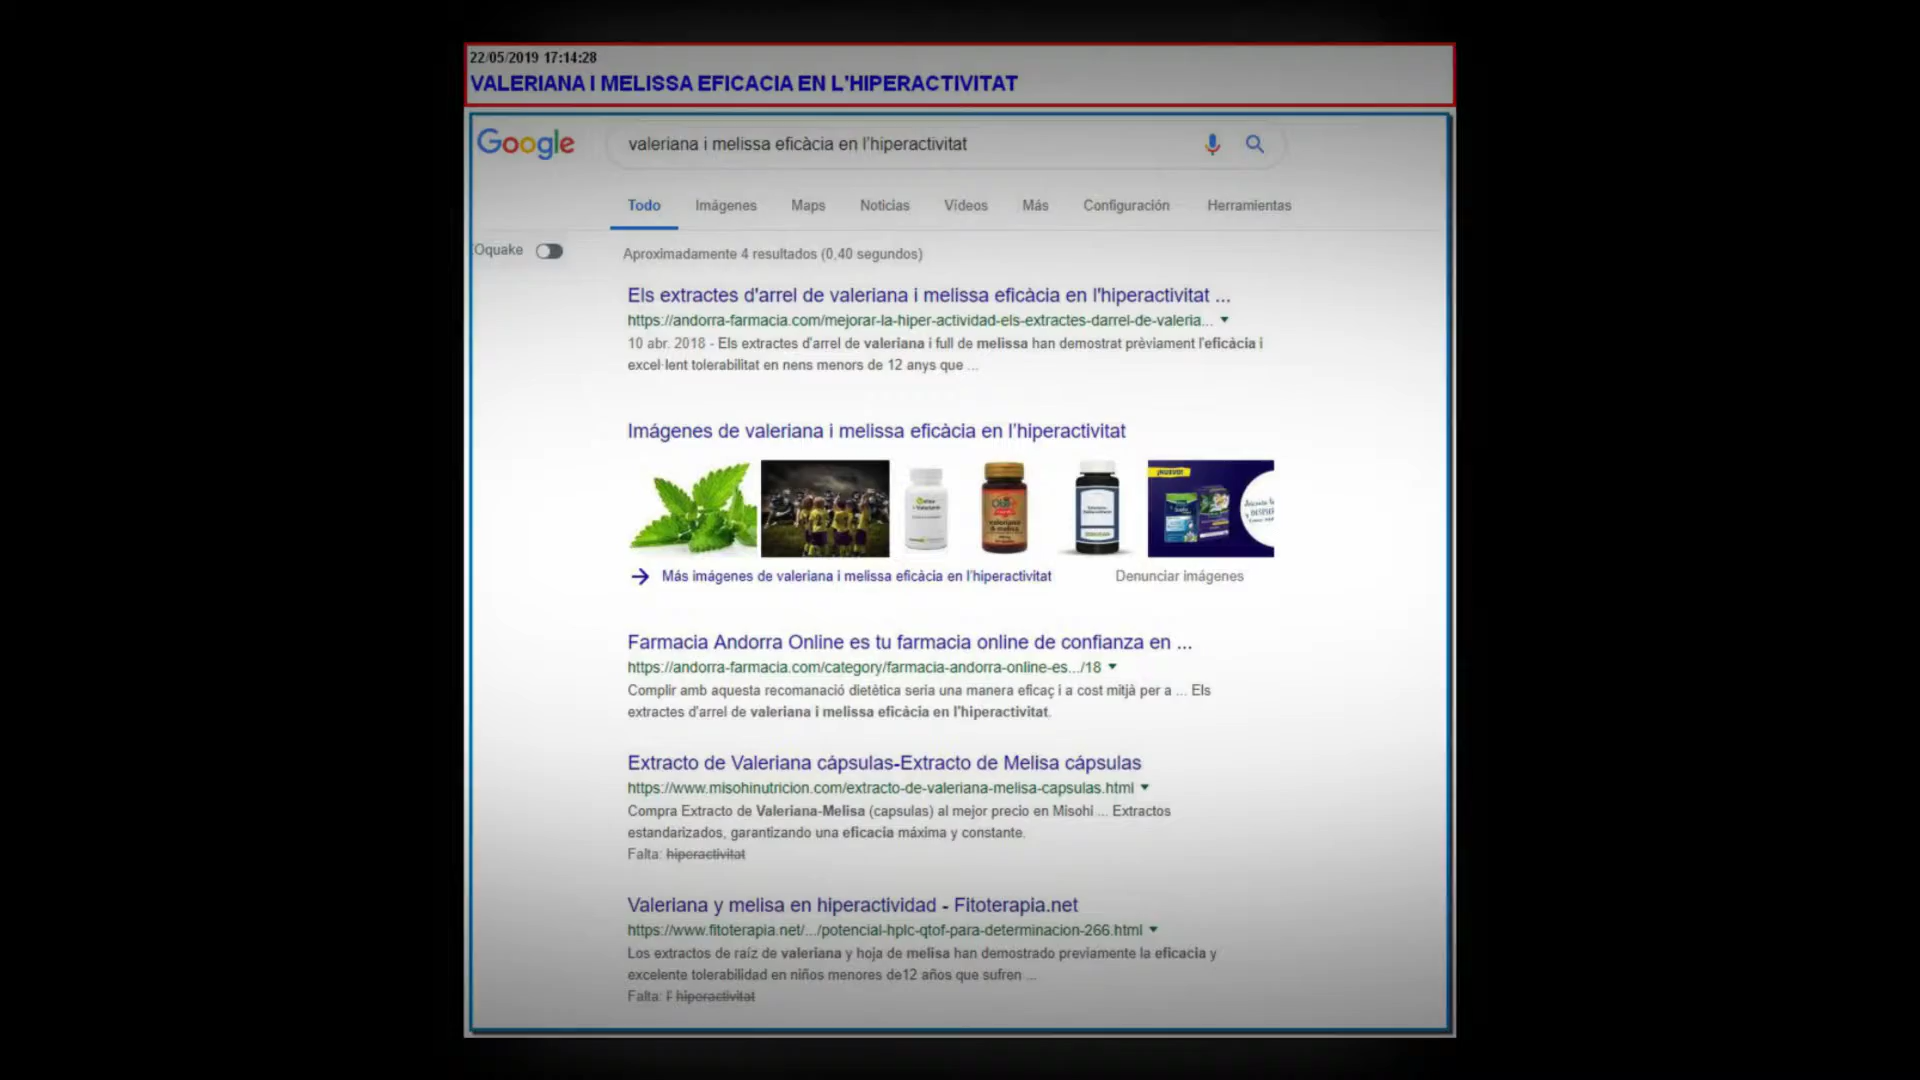 22/05/2019 17:14:28
VALERIANA I MELISSA EFICACIA EN L'HIPERACTIVITAT
Google
valeriana i melissa eficàcia en l'hiperactivitat
Todo Imágenes Maps Noticias Vídeos Más Configuración Herramientas
Oquake
Aproximadamente 4 resultados (0,40 segundos)
Els extractes d'arrel de valeriana i melissa eficàcia en l'hiperactivitat ...
https://andorra-farmacia.com/mejorar-la-hiper-actividad-els-extractes-darrel-de-valeria...
10 abr. 2018 - Els extractes d'arrel de valeriana i full de melissa han demostrat prèviament l'eficàcia i
excel·lent tolerabilitat en nens menors de 12 anys que ...
Imágenes de valeriana i melissa eficàcia en l'hiperactivitat
¡NUEVO!
valeriana
Más imágenes de valeriana i melissa eficàcia en l'hiperactivitat
Denunciar imágenes
Farmacia Andorra Online es tu farmacia online de confianza en ...
https://andorra-farmacia.com/category/farmacia-andorra-online-es.../18
Complir amb aquesta recomanació dietètica seria una manera eficaç i a cost mitjà per a ... Els
extractes d'arrel de valeriana i melissa eficàcia en l'hiperactivitat.
Extracto de Valeriana cápsulas-Extracto de Melisa cápsulas
https://www.misohinutricion.com/extracto-de-valeriana-melisa-capsulas.html
Compra Extracto de Valeriana-Melisa (capsulas) al mejor precio en Misohi ... Extractos
estandarizados, garantizando una eficacia máxima y constante.
Falta: hiperactivitat
Valeriana y melisa en hiperactividad - Fitoterapia.net
https://www.fitoterapia.net/.../potencial-hplc-qtof-para-determinacion-266.html
Los extractos de raíz de valeriana y hoja de melisa han demostrado previamente la eficacia y
excelente tolerabilidad en niños menores de12 años que sufren ...
Falta: l' hiperactivitat